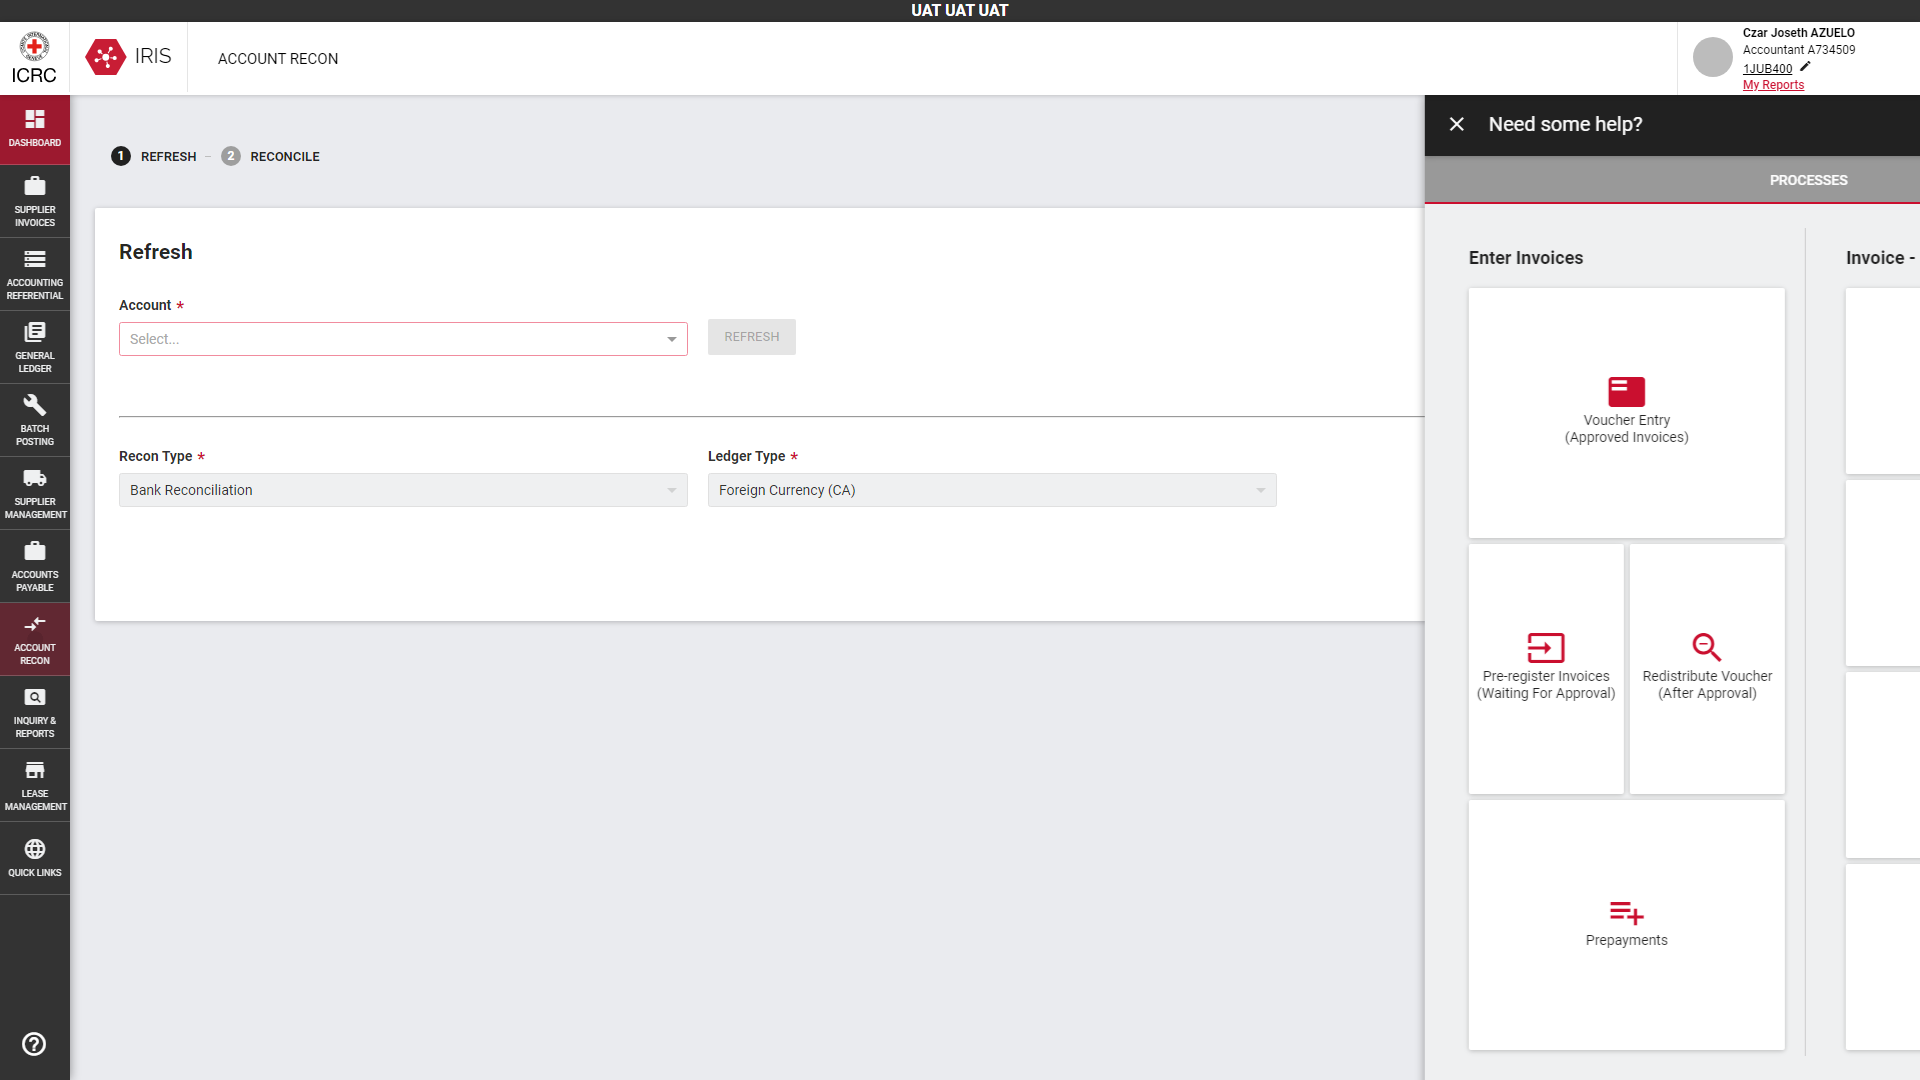 UAT UAT UAT
ICRC
IRIS
ACCOUNT RECON
Czar Joseth AZUELO
Accountant A734509
1JUB400
My Reports
DASHBOARD
SUPPLIER
INVOICES
ACCOUNTING
REFERENTIAL
GENERAL
LEDGER
BATCH
POSTING
SUPPLIER
MANAGEMENT
ACCOUNTS
PAYABLE
ACCOUNT
RECON
INQUIRY &
REPORTS
LEASE
MANAGEMENT
QUICK LINKS
1 REFRESH – 2 RECONCILE
Refresh
Account *
Select...
REFRESH
Recon Type *
Bank Reconciliation
Ledger Type *
Foreign Currency (CA)
Need some help?
PROCESSES
Enter Invoices
Voucher Entry
(Approved Invoices)
Pre-register Invoices
(Waiting For Approval)
Redistribute Voucher
(After Approval)
Prepayments
Invoice -